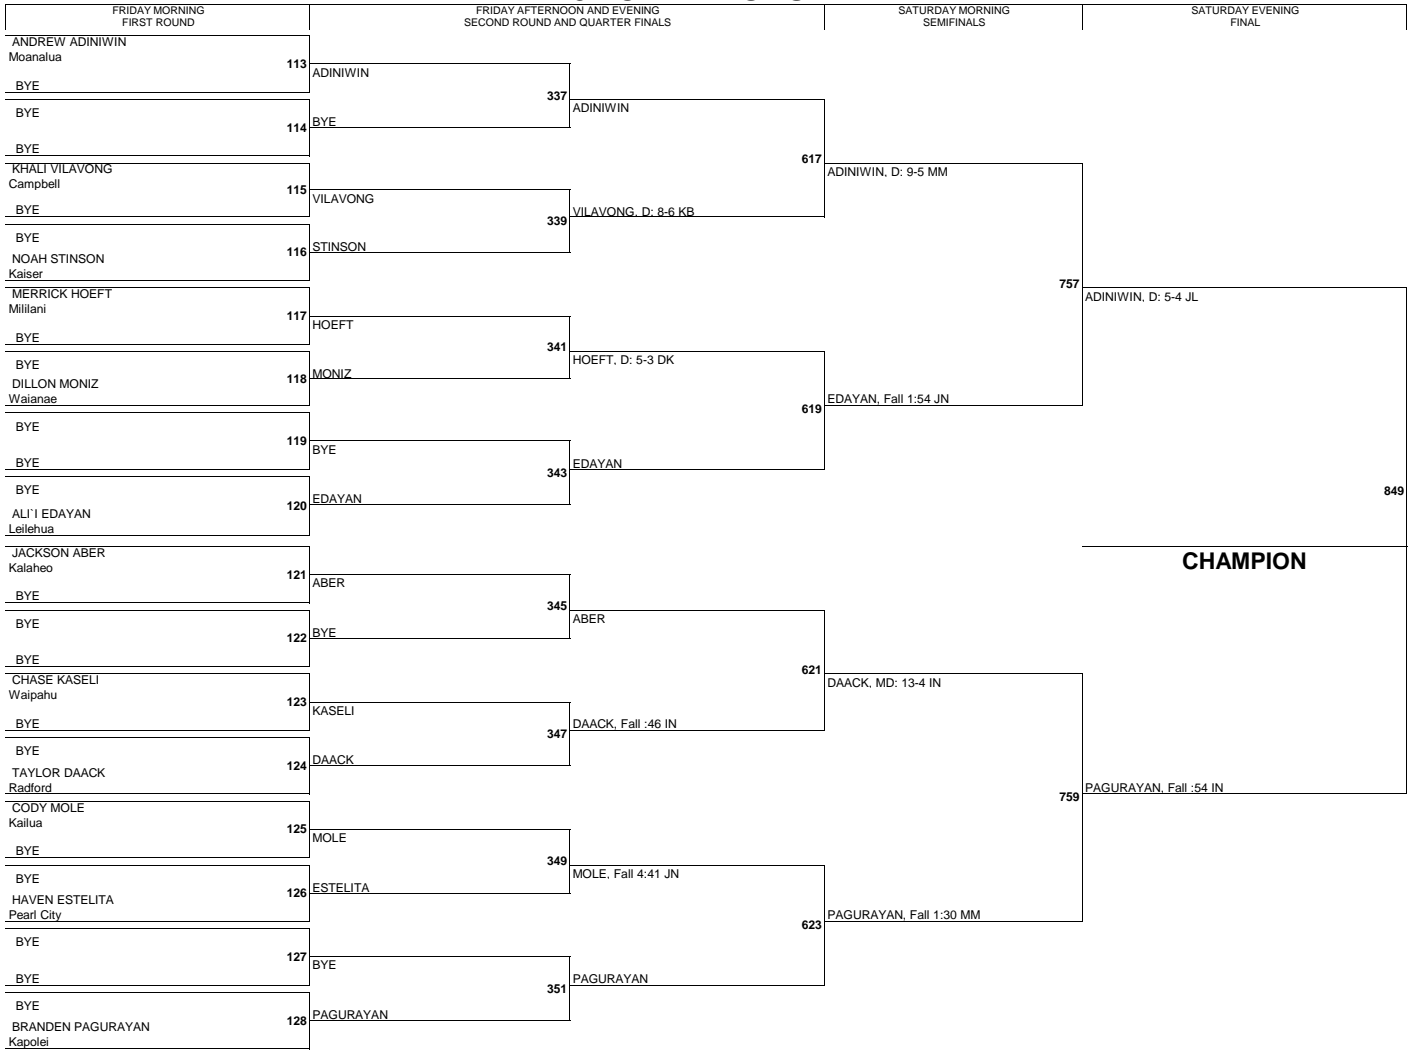 FRIDAY MORNING
FIRST ROUND
FRIDAY AFTERNOON AND EVENING
SECOND ROUND AND QUARTER FINALS
SATURDAY MORNING
SEMIFINALS
SATURDAY EVENING
FINAL
ANDREW ADINIWIN
Moanalua
113
BYE
BYE
114
BYE
KHALI VILAVONG
Campbell
115
BYE
BYE
116
NOAH STINSON
Kaiser
MERRICK HOEFT
Mililani
117
BYE
BYE
118
DILLON MONIZ
Waianae
BYE
119
BYE
BYE
120
ALI`I EDAYAN
Leilehua
JACKSON ABER
Kalaheo
121
BYE
BYE
122
BYE
CHASE KASELI
Waipahu
123
BYE
BYE
124
TAYLOR DAACK
Radford
CODY MOLE
Kailua
125
BYE
BYE
126
HAVEN ESTELITA
Pearl City
BYE
127
BYE
BYE
128
BRANDEN PAGURAYAN
Kapolei
ADINIWIN
337
BYE
VILAVONG
339
STINSON
HOEFT
341
MONIZ
BYE
343
EDAYAN
ABER
345
BYE
KASELI
347
DAACK
MOLE
349
ESTELITA
BYE
351
PAGURAYAN
ADINIWIN
617
VILAVONG, D: 8-6 KB
HOEFT, D: 5-3 DK
619
EDAYAN
ABER
621
DAACK, Fall :46 IN
MOLE, Fall 4:41 JN
623
PAGURAYAN
ADINIWIN, D: 9-5 MM
757
EDAYAN, Fall 1:54 JN
DAACK, MD: 13-4 IN
759
PAGURAYAN, Fall 1:30 MM
ADINIWIN, D: 5-4 JL
849
CHAMPION
PAGURAYAN, Fall :54 IN